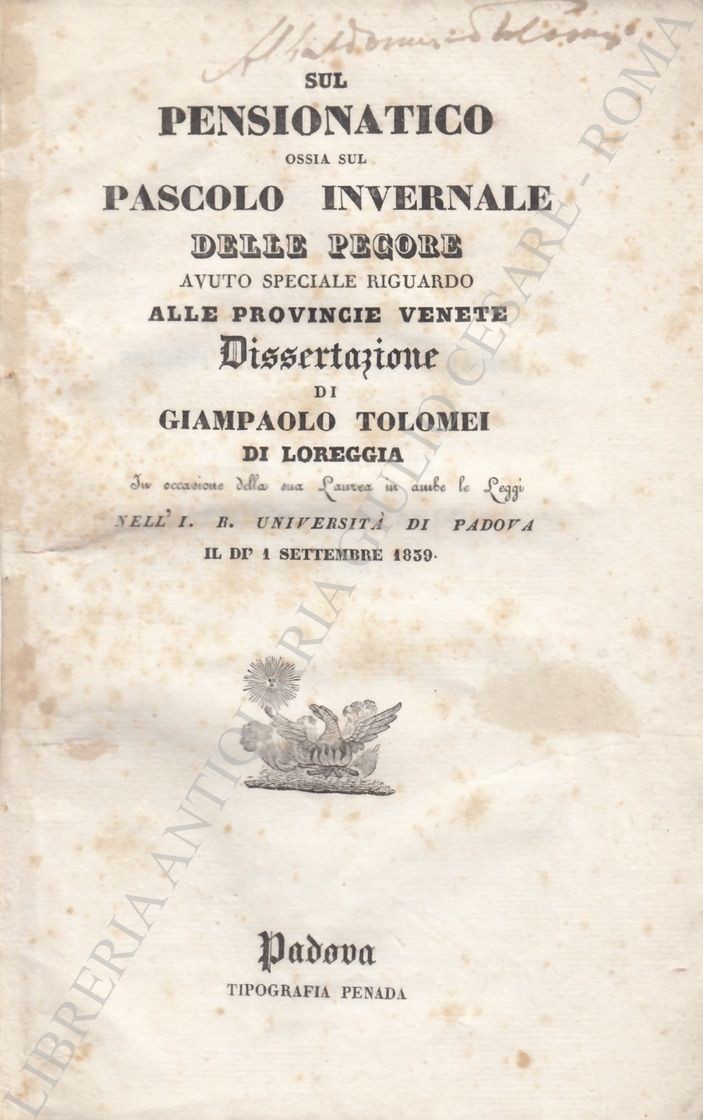 SUL
PENSIONATICO
OSSIA SUL
PASCOLO INVERNALE
DELLE PECORE
AVUTO SPECIALE RIGUARDO
ALLE PROVINCIE VENETE
Dissertazione
DI
GIAMPAOLO TOLOMEI
DI LOREGGIA
In occasione della sua Laurea in ambe le Leggi
NELL' I. R. UNIVERSITÀ DI PADOVA
IL DI' 1 SETTEMBRE 1839.
Padova
TIPOGRAFIA PENADA
LIBRERIA ANTIQUARIA GIULIO CESARE - ROMA